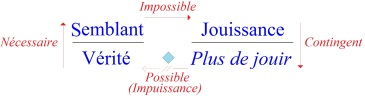 Impossible
Nécessaire
Semblant
Jouissance
Vérité
Plus de jouir
Contingent
Possible
(Impuissance)